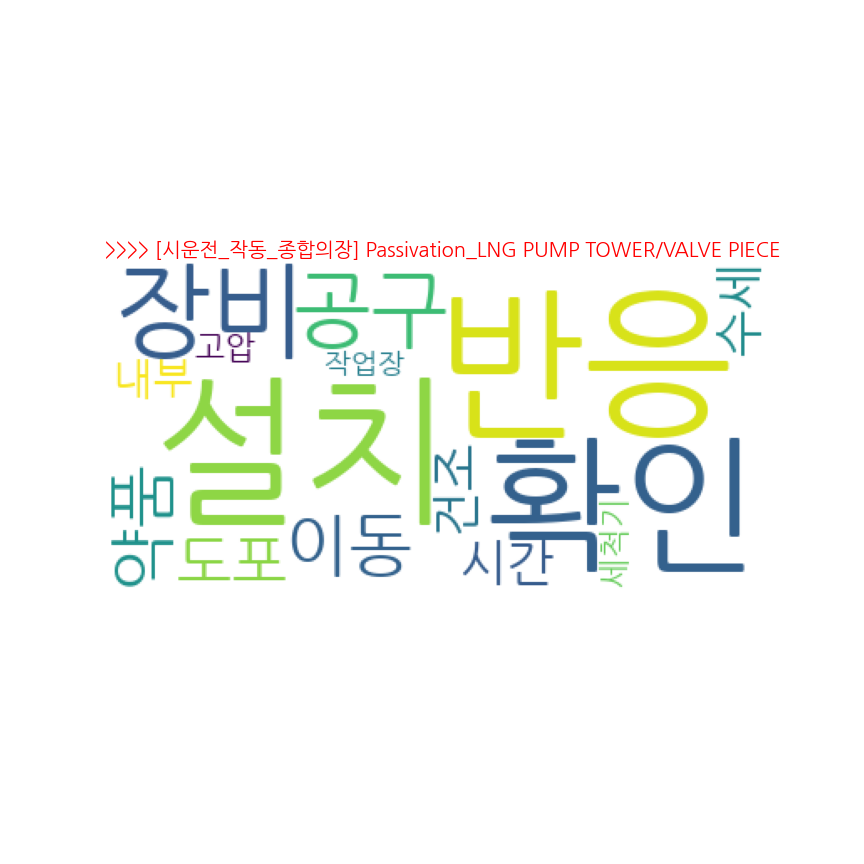 >>>> [시운전_작동_종합의장] Passivation_LNG PUMP TOWER/VALVE PIECE
장비
공구
반응
수세
고압
작업장
내부
설치
확인
건조
약품
이동
도포
시간
세척기